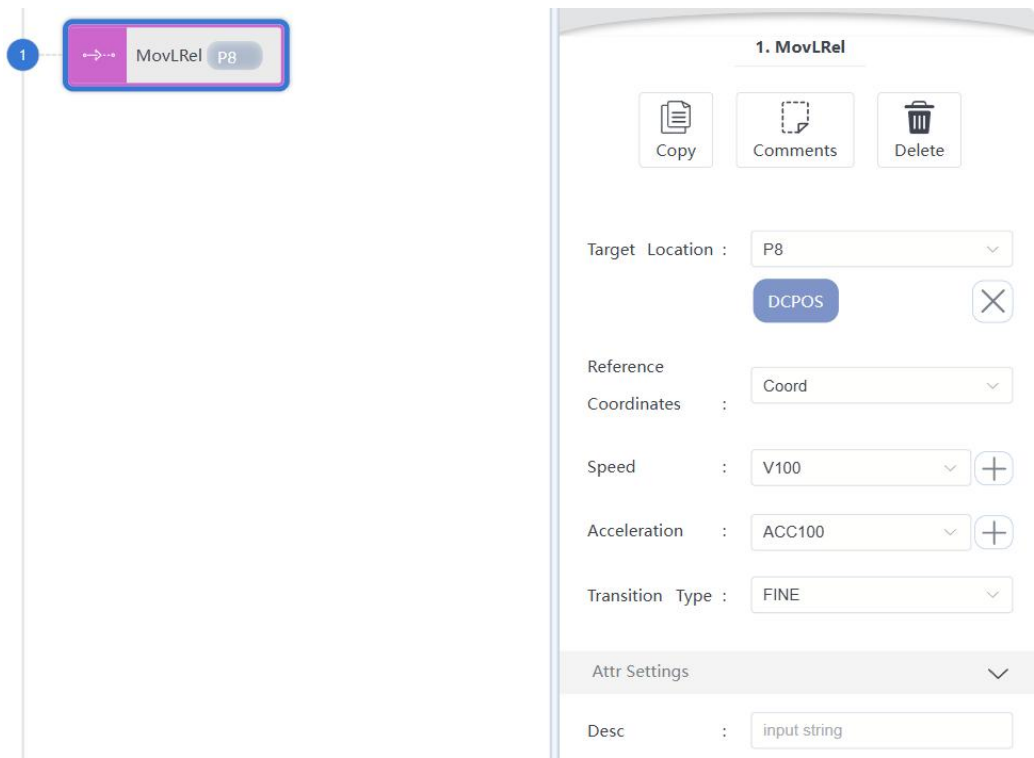 1
MovLRel P8
1. MovLRel
Copy
Comments
Delete
Target Location :
P8
DCPOS
Reference
Coordinates :
Coord
Speed :
V100
Acceleration :
ACC100
Transition Type :
FINE
Attr Settings
Desc :
input string